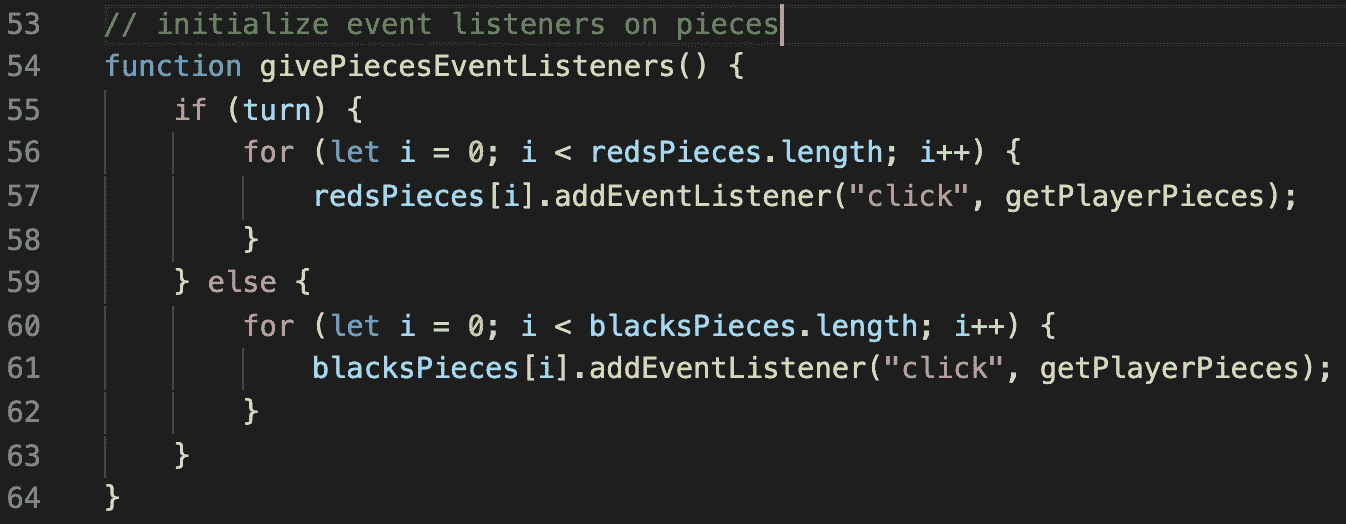 53 // initialize event listeners on pieces
54 function givePiecesEventListeners() {
55 if (turn) {
56 for (let i = 0; i < redsPieces.length; i++) {
57 redsPieces[i].addEventListener("click", getPlayerPieces);
58 }
59 } else {
60 for (let i = 0; i < blacksPieces.length; i++) {
61 blacksPieces[i].addEventListener("click", getPlayerPieces);
62 }
63 }
64 }